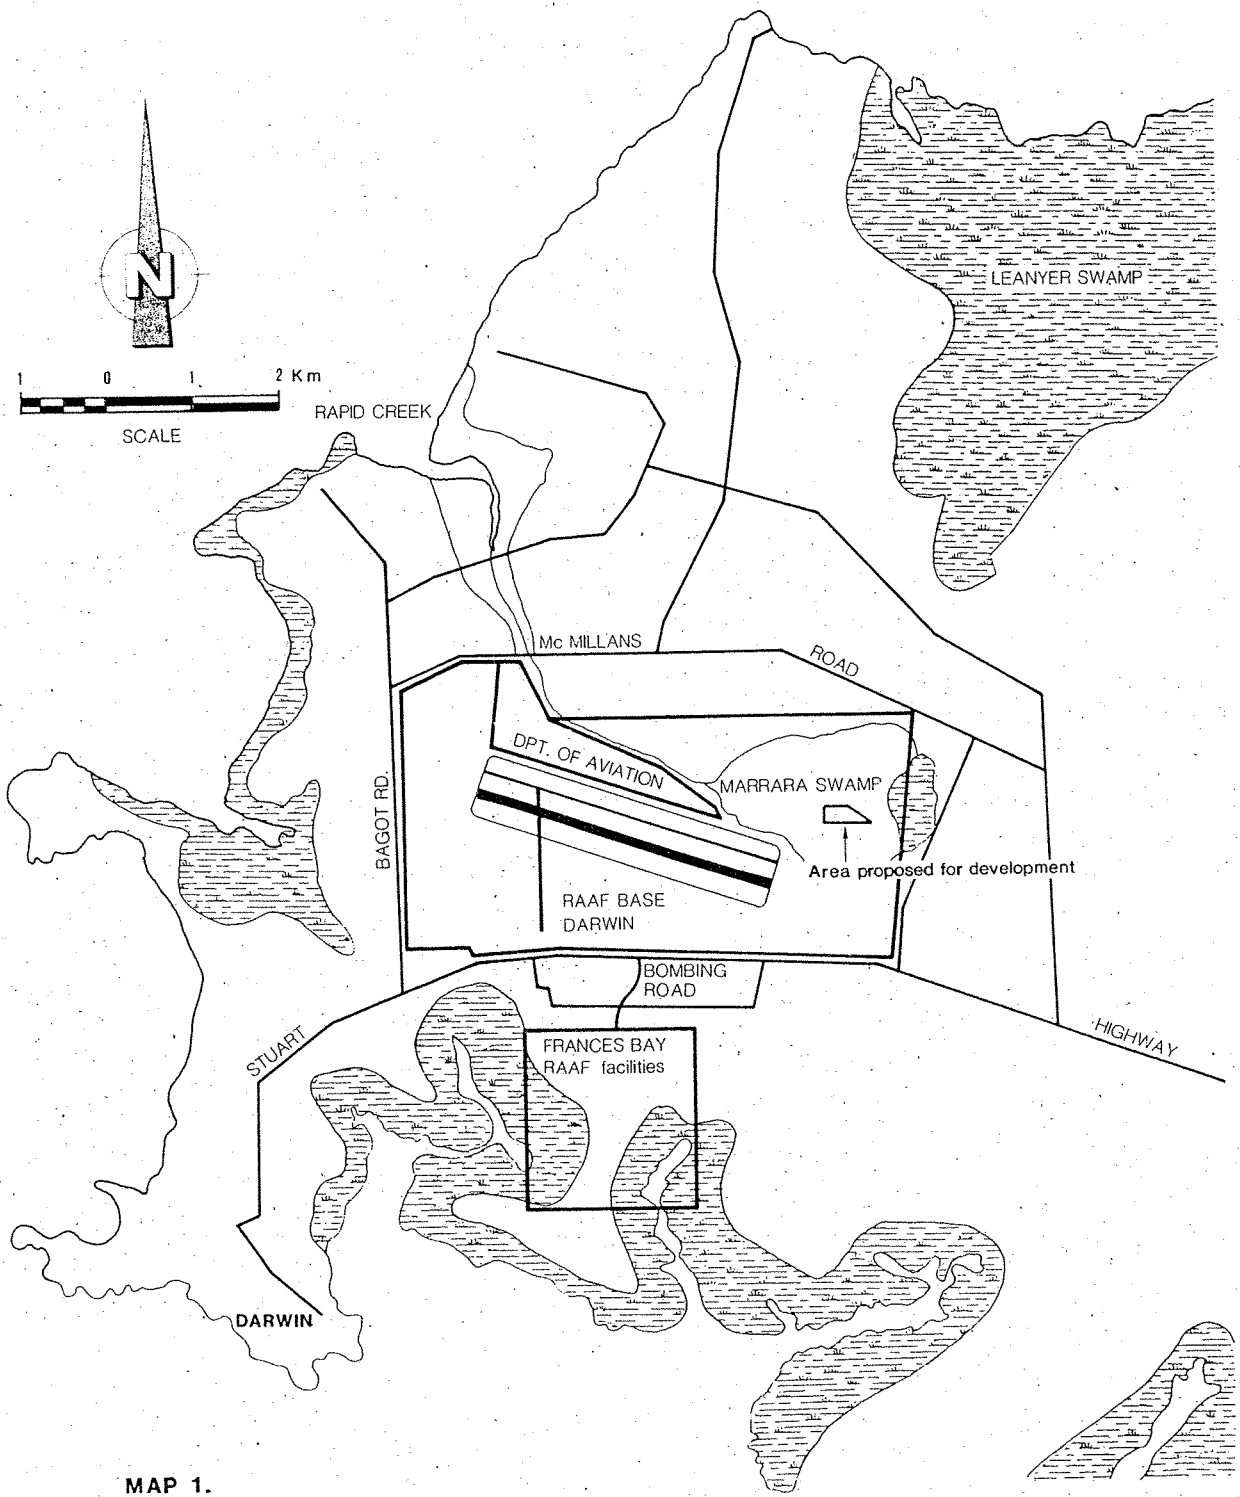 LEANYER SWAMP
N
1 0 1 2 Km
SCALE
RAPID CREEK
Mc MILLANS
ROAD
DPT. OF AVIATION
MARRARA SWAMP
BAGOT RD.
Area proposed for development
RAAF BASE
DARWIN
BOMBING
ROAD
STUART
HIGHWAY
FRANCES BAY
RAAF facilities
DARWIN
MAP 1.